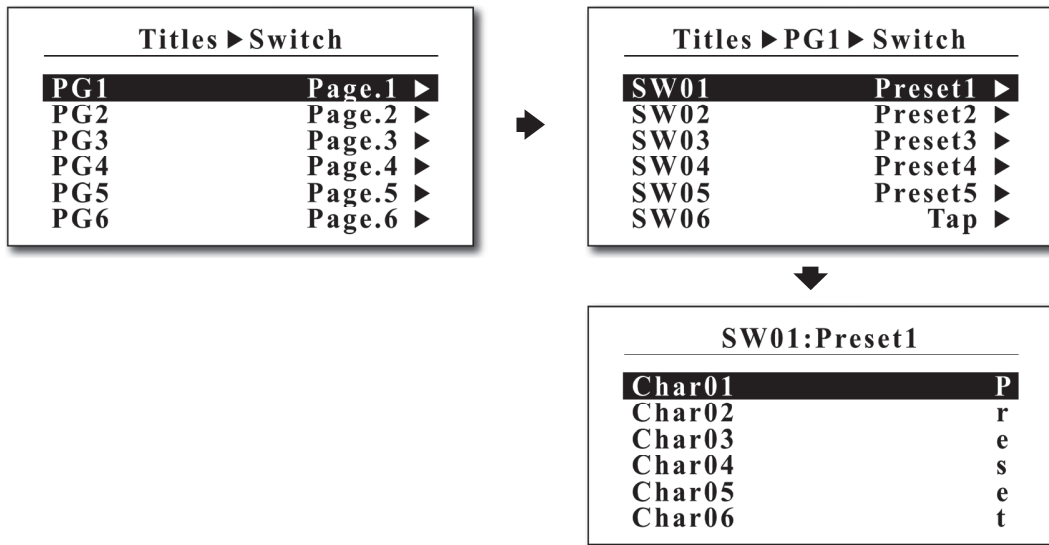 Titles ▶ Switch
PG1 Page.1 ▶
PG2 Page.2 ▶
PG3 Page.3 ▶
PG4 Page.4 ▶
PG5 Page.5 ▶
PG6 Page.6 ▶
Titles ▶ PG1 ▶ Switch
SW01 Preset1 ▶
SW02 Preset2 ▶
SW03 Preset3 ▶
SW04 Preset4 ▶
SW05 Preset5 ▶
SW06 Tap ▶
SW01:Preset1
Char01 P
Char02 r
Char03 e
Char04 s
Char05 e
Char06 t